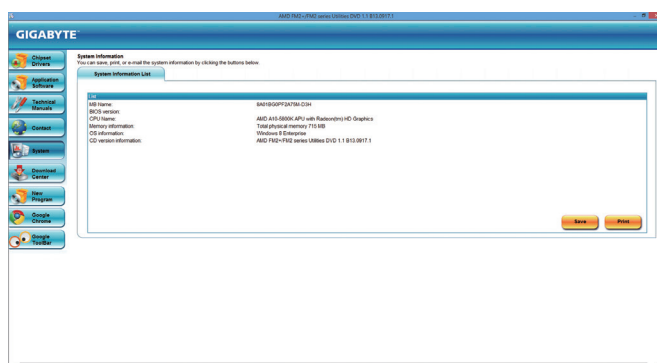 AMD FM2+/FM2 series Utilities DVD 1.1 B13.0917.1
GIGABYTE
System Information
You can save, print, or e-mail the system information by clicking the buttons below.
System Information List
Chipset Drivers
Application Software
Technical Manuals
Contact
System
Download Center
New Program
Google Chrome
Google ToolBar
List
MB Name: 8A01BG0PF2A75M-D3H
BIOS version:
CPU Name: AMD A10-5800K APU with Radeon(tm) HD Graphics
Memory information: Total physical memory 715 MB
OS information: Windows 8 Enterprise
CD version information: AMD FM2+/FM2 series Utilities DVD 1.1 B13.0917.1
Save Print